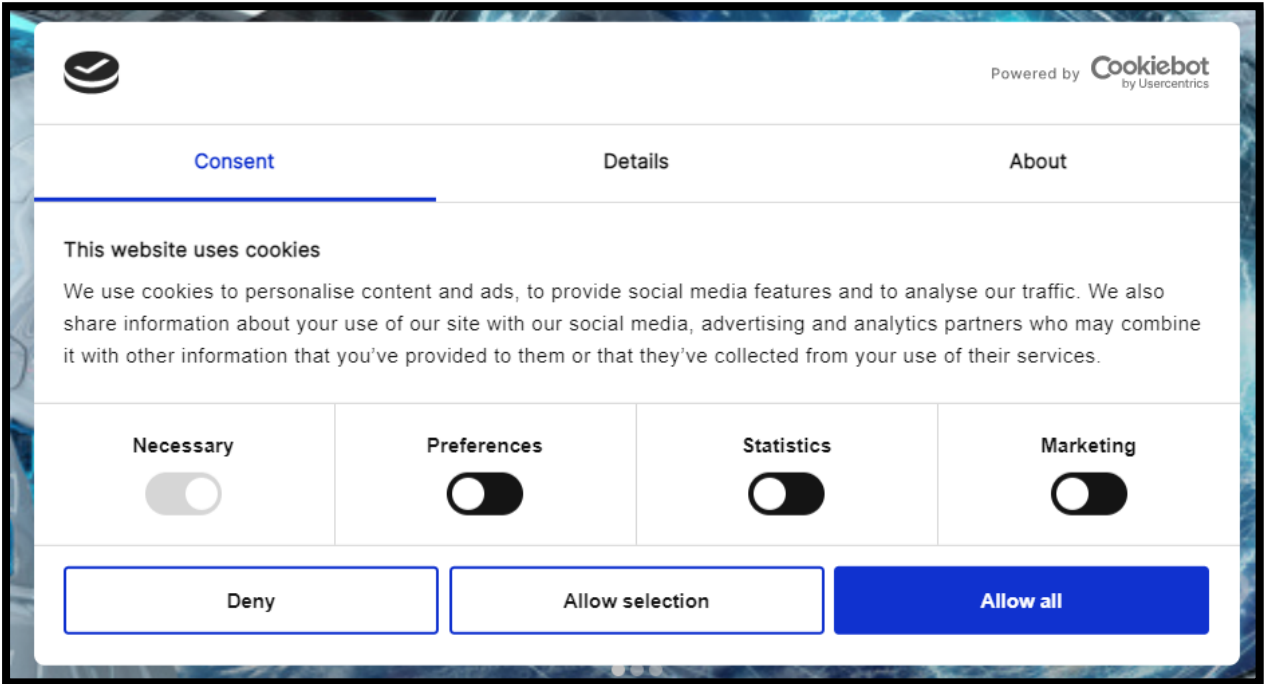 Powered by Cookiebot
by Usercentrics
Consent Details About
This website uses cookies
We use cookies to personalise content and ads, to provide social media features and to analyse our traffic. We also
share information about your use of our site with our social media, advertising and analytics partners who may combine
it with other information that you’ve provided to them or that they’ve collected from your use of their services.
Necessary Preferences Statistics Marketing
Deny Allow selection Allow all